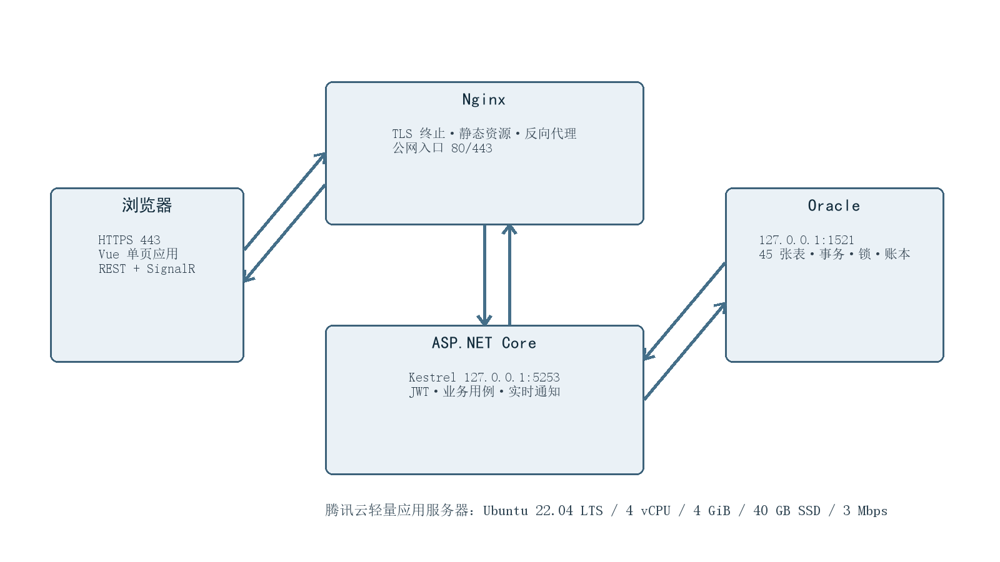 Nginx
TLS 终止·静态资源·反向代理
公网入口 80/443
浏览器
HTTPS 443
Vue 单页应用
REST + SignalR
Oracle
127.0.0.1:1521
45 张表·事务·锁·账本
ASP.NET Core
Kestrel 127.0.0.1:5253
JWT·业务用例·实时通知
腾讯云轻量应用服务器：Ubuntu 22.04 LTS / 4 vCPU / 4 GiB / 40 GB SSD / 3 Mbps